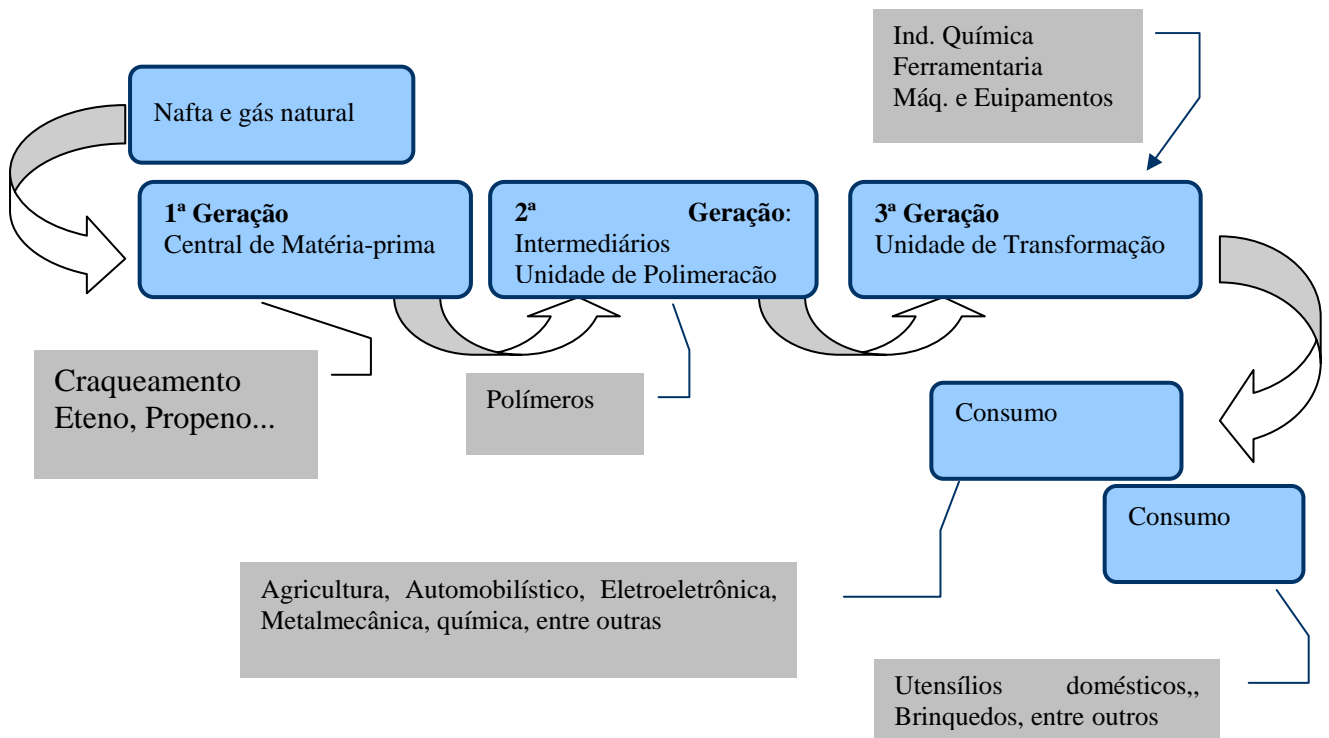 Ind. Química
Ferramentaria
Máq. e Euipamentos
Nafta e gás natural
1ª Geração
Central de Matéria-prima
2ª Geração:
Intermediários
Unidade de Polimeracão
3ª Geração
Unidade de Transformação
Craqueamento
Eteno, Propeno...
Polímeros
Consumo
Consumo
Agricultura, Automobilístico, Eletroeletrônica,
Metalmecânica, química, entre outras
Utensílios domésticos,,
Brinquedos, entre outros